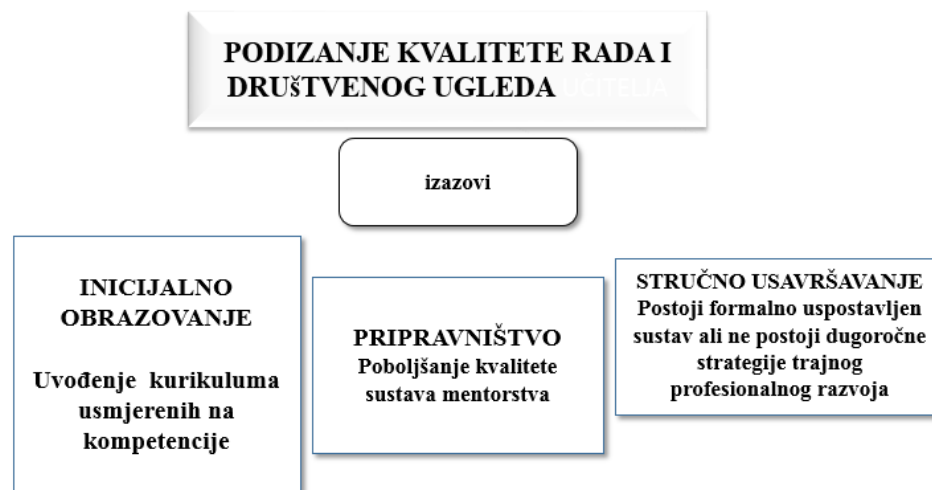 PODIZANJE KVALITETE RADA I
DRUšTVENOG UGLEDA UČITELJA
izazovi
INICIJALNO
OBRAZOVANJE
Uvođenje kurikuluma
usmjerenih na
kompetencije
PRIPRAVNIŠTVO
Poboljšanje kvalitete
sustava mentorstva
STRUČNO USAVRŠAVANJE
Postoji formalno uspostavljen
sustav ali ne postoji dugoročne
strategije trajnog
profesionalnog razvoja